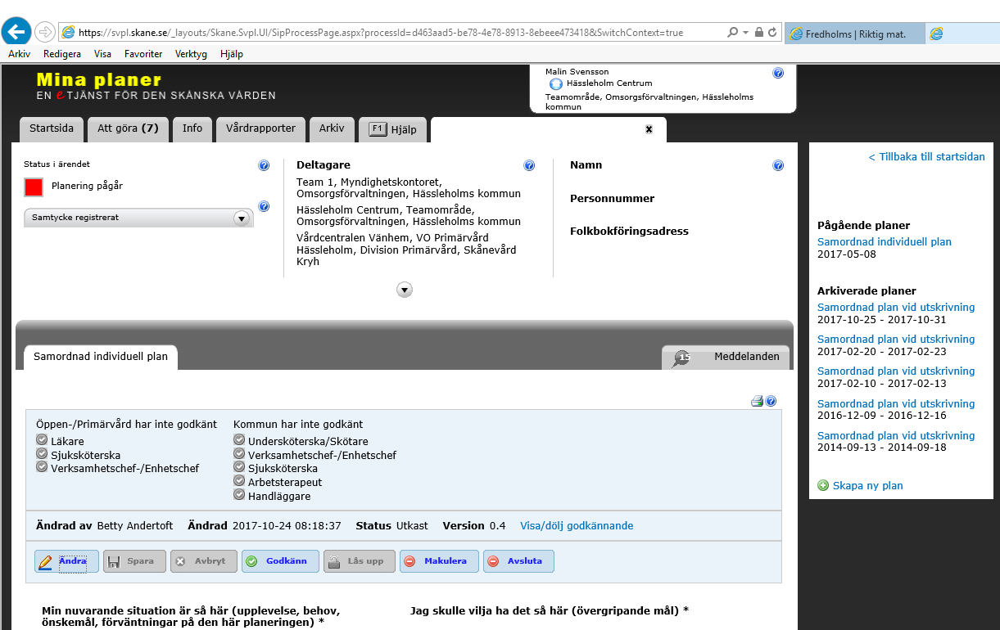 https://svpl.skane.se/_layouts/Skane.Svpl.UI/SipProcessPage.aspx?processId=d463aad5-be78-4e78-8913-8ebeee473418&SwitchContext=true
Fredholms | Riktig mat.
Arkiv Redigera Visa Favoriter Verktyg Hjälp
Mina planer
EN e TJÄNST FÖR DEN SKÅNSKA VÅRDEN
Malin Svensson
Hässleholm Centrum
Teamområde, Omsorgsförvaltningen, Hässleholms
kommun
Startsida
Att göra (7)
Info
Vårdrapporter
Arkiv
F1 Hjälp
x
Status i ärendet
Planering pågår
Samtycke registrerat
Deltagare
Team 1, Myndighetskontoret,
Omsorgsförvaltningen, Hässleholms kommun
Hässleholm Centrum, Teamområde,
Omsorgsförvaltningen, Hässleholms kommun
Vårdcentralen Vänhem, VO Primärvård
Hässleholm, Division Primärvård, Skånevård
Kryh
Namn
Personnummer
Folkbokföringsadress
< Tillbaka till startsidan
Pågående planer
Samordnad individuell plan
2017-05-08
Arkiverade planer
Samordnad plan vid utskrivning
2017-10-25 - 2017-10-31
Samordnad plan vid utskrivning
2017-02-20 - 2017-02-23
Samordnad plan vid utskrivning
2017-02-10 - 2017-02-13
Samordnad plan vid utskrivning
2016-12-09 - 2016-12-16
Samordnad plan vid utskrivning
2014-09-13 - 2014-09-18
Skapa ny plan
Samordnad individuell plan
15 Meddelanden
Öppen-/Primärvård har inte godkänt
Läkare
Sjuksköterska
Verksamhetschef-/Enhetschef
Kommun har inte godkänt
Undersköterska/Skötare
Verksamhetschef-/Enhetschef
Sjuksköterska
Arbetsterapeut
Handläggare
Ändrad av Betty Andertoft Ändrad 2017-10-24 08:18:37 Status Utkast Version 0.4 Visa/dölj godkännande
Ändra
Spara
Avbryt
Godkänn
Lås upp
Makulera
Avsluta
Min nuvarande situation är så här (upplevelse, behov,
önskemål, förväntningar på den här planeringen) *
Jag skulle vilja ha det så här (övergripande mål) *